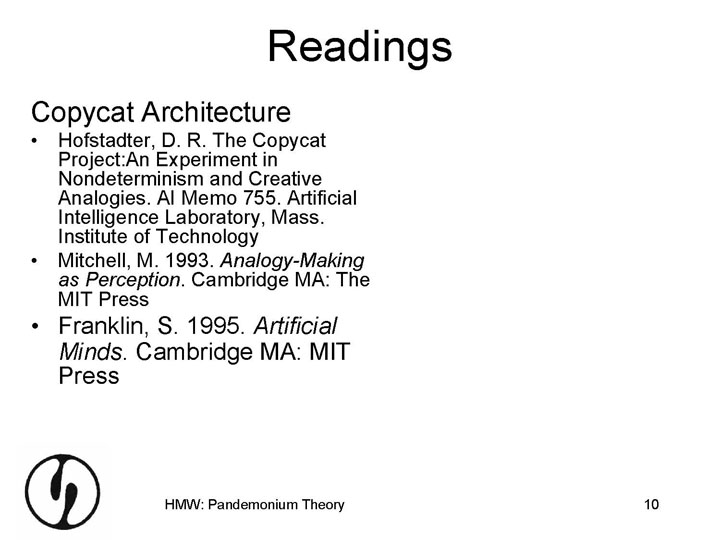 Readings
Copycat Architecture
• Hofstadter, D. R. The Copycat
Project:An Experiment in
Nondeterminism and Creative
Analogies. AI Memo 755. Artificial
Intelligence Laboratory, Mass.
Institute of Technology
• Mitchell, M. 1993. Analogy-Making
as Perception. Cambridge MA: The
MIT Press
• Franklin, S. 1995. Artificial
Minds. Cambridge MA: MIT
Press
HMW: Pandemonium Theory
10